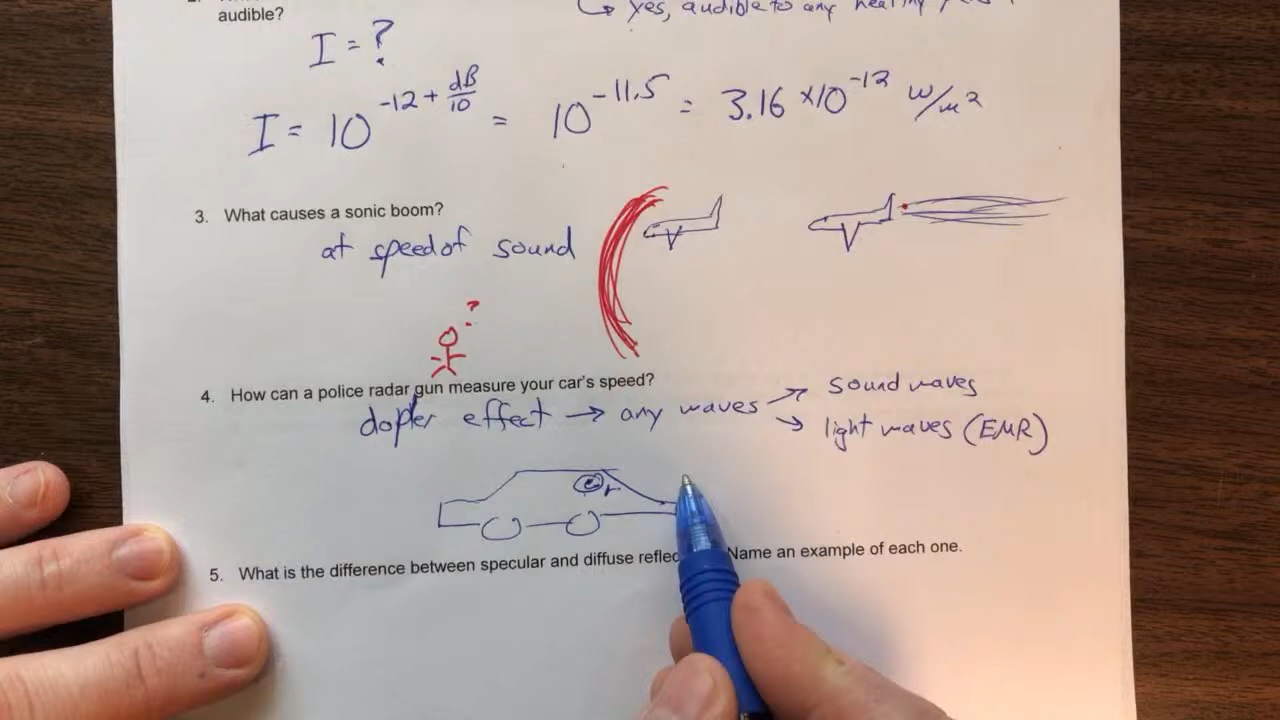 audible?
↳ yes, audible to any healthy
I = ?
I = 10^(-12 + dB/10) = 10^(-11.5) = 3.16 ×10^(-12) W/m²
3. What causes a sonic boom?
at speed of sound
?
4. How can a police radar gun measure your car's speed?
dopler effect → any waves → sound waves
→ light waves (EMR)
5. What is the difference between specular and diffuse Name an example of each one.